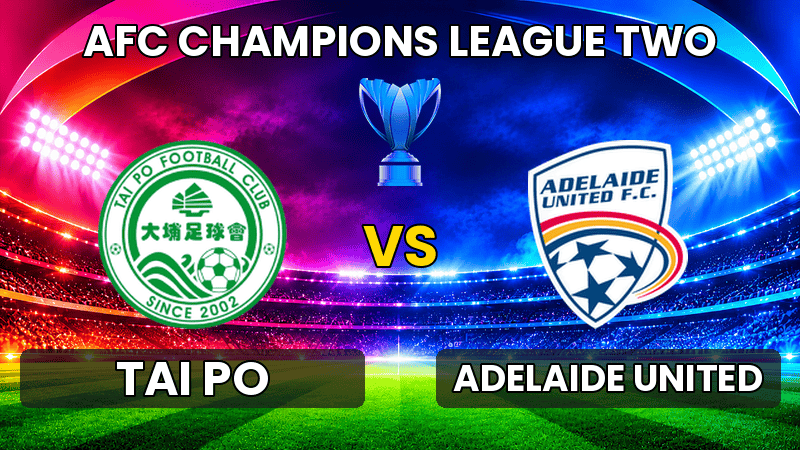 AFC CHAMPIONS LEAGUE TWO
TAI PO FOOTBALL CLUB
大埔足球會
SINCE 2002
VS
ADELAIDE
UNITED F.C.
TAI PO
ADELAIDE UNITED